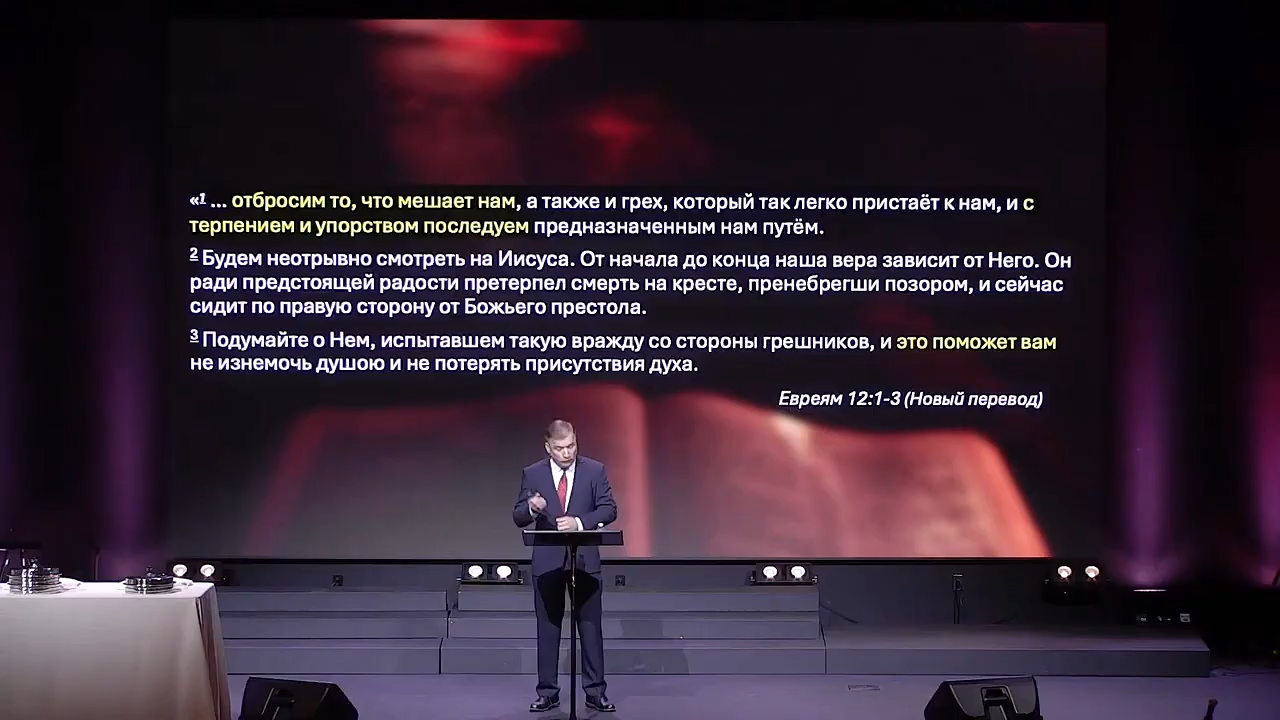 «1 ... отбросим то, что мешает нам, а также и грех, который так легко пристаёт к нам, и с
терпением и упорством последуем предназначенным нам путём.
2 Будем неотрывно смотреть на Иисуса. От начала до конца наша вера зависит от Него. Он
ради предстоящей радости претерпел смерть на кресте, пренебрегши позором, и сейчас
сидит по правую сторону от Божьего престола.
3 Подумайте о Нем, испытавшем такую вражду со стороны грешников, и это поможет вам
не изнемочь душою и не потерять присутствия духа.
Евреям 12:1-3 (Новый перевод)